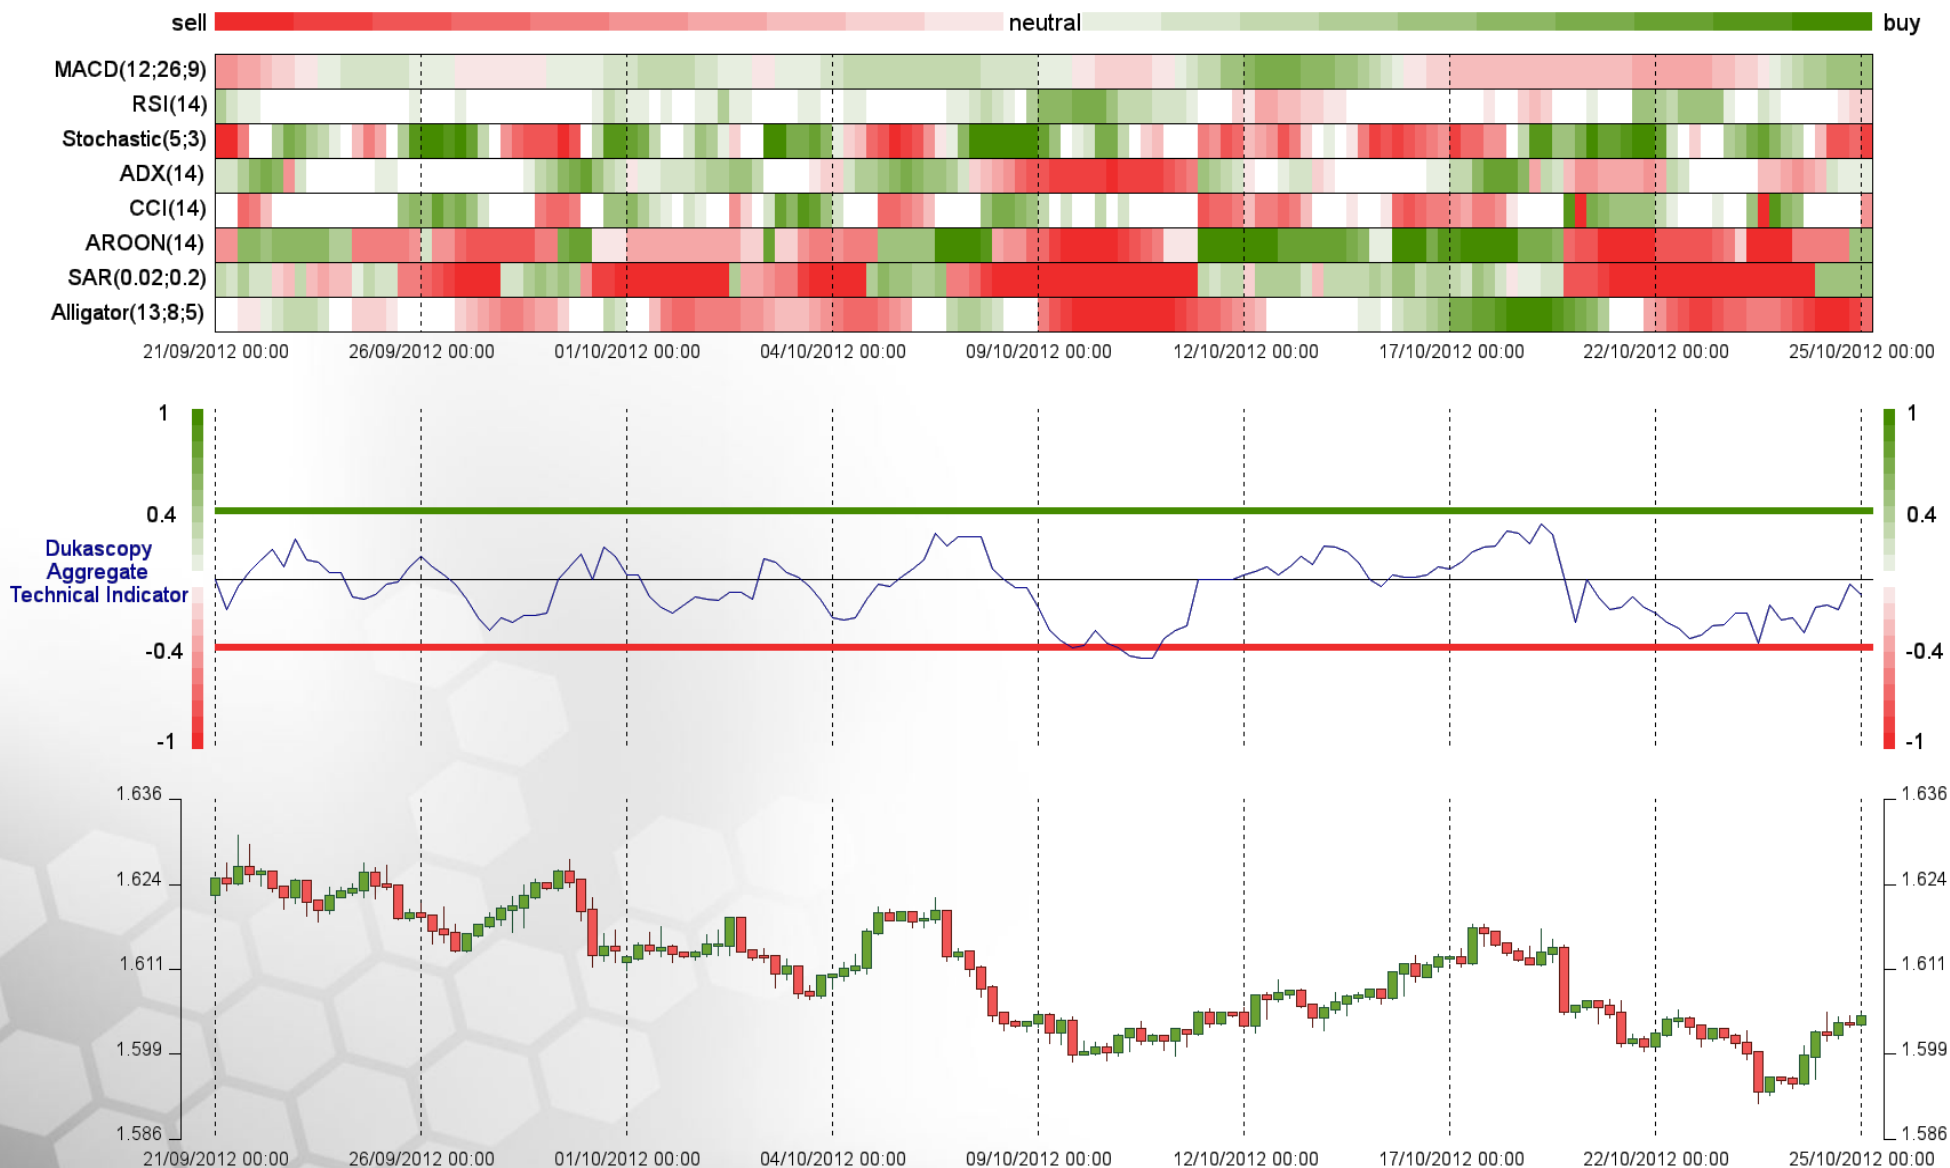 sell neutral buy
MACD(12;26;9)
RSI(14)
Stochastic(5;3)
ADX(14)
CCI(14)
AROON(14)
SAR(0.02;0.2)
Alligator(13;8;5)
21/09/2012 00:00 26/09/2012 00:00 01/10/2012 00:00 04/10/2012 00:00 09/10/2012 00:00 12/10/2012 00:00 17/10/2012 00:00 22/10/2012 00:00 25/10/2012 00:00
1 1
0.4 0.4
Dukascopy
Aggregate
Technical Indicator
-0.4 -0.4
-1 -1
1.636 1.636
1.624 1.624
1.611 1.611
1.599 1.599
1.586 1.586
21/09/2012 00:00 26/09/2012 00:00 01/10/2012 00:00 04/10/2012 00:00 09/10/2012 00:00 12/10/2012 00:00 17/10/2012 00:00 22/10/2012 00:00 25/10/2012 00:00